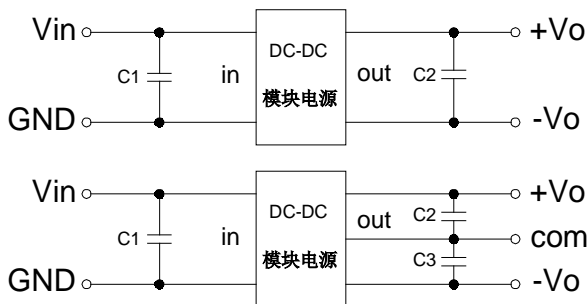 Vin
DC-DC
+Vo
C1
in
out
C2
模块电源
GND
-Vo
Vin
DC-DC
+Vo
out
C2
C1
in
com
模块电源
C3
GND
-Vo